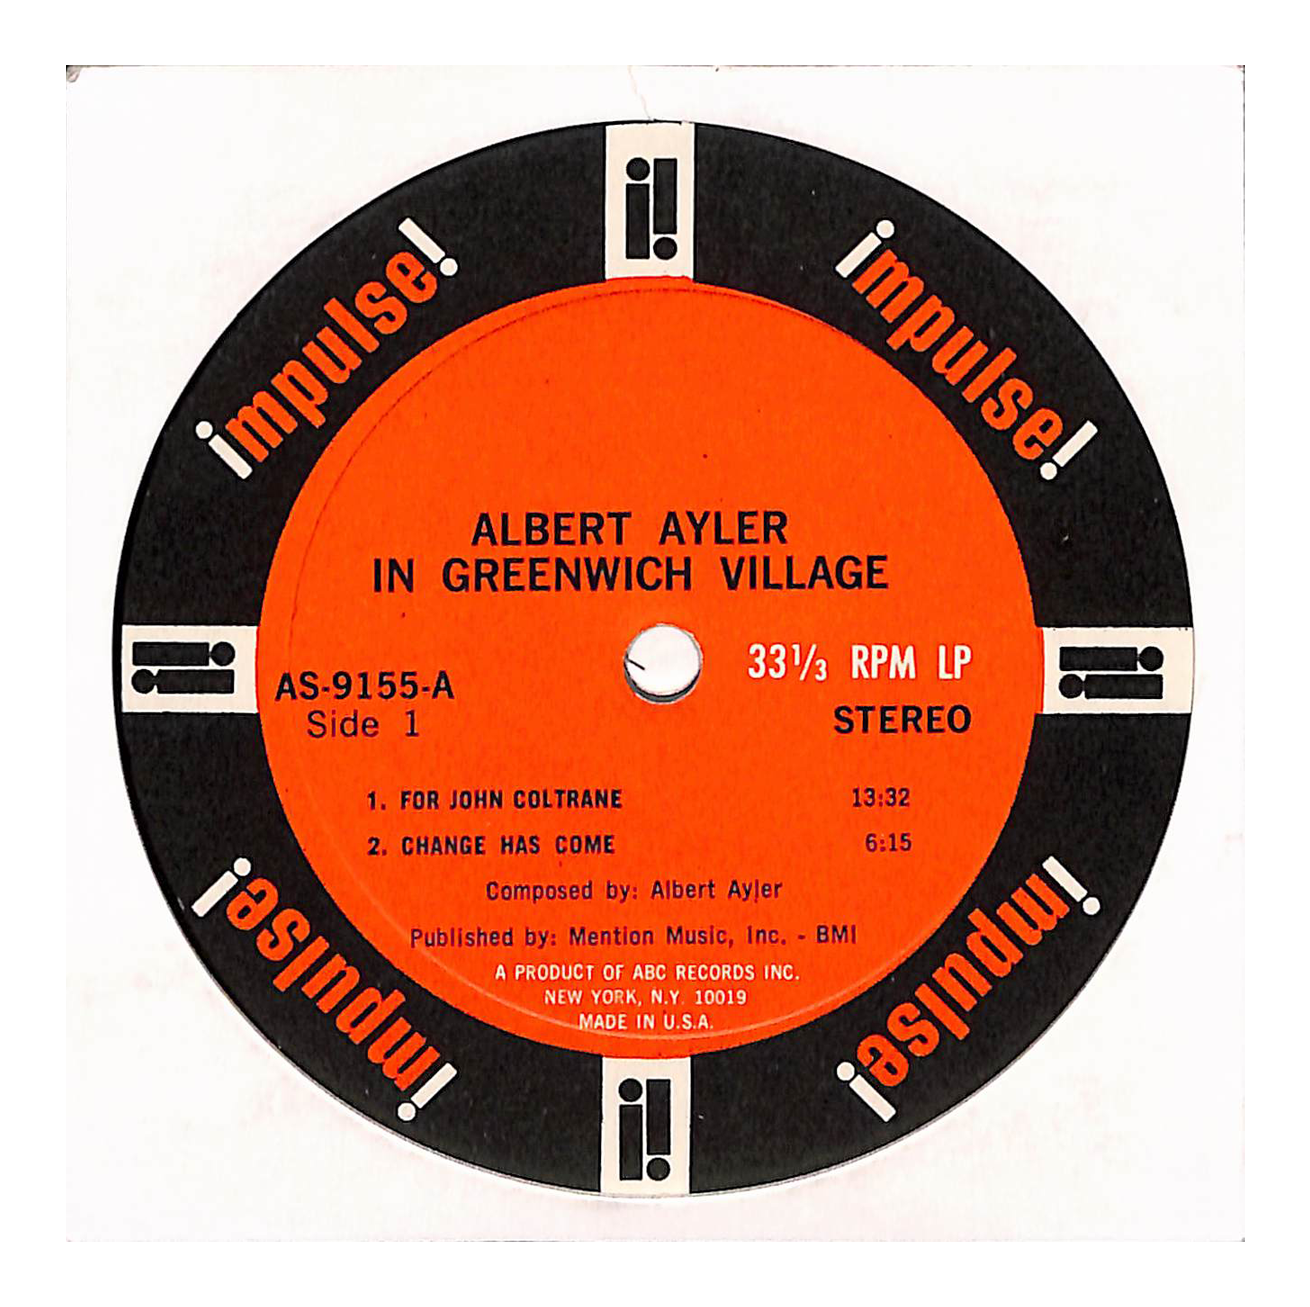 i!
impulse!
impulse!
ALBERT AYLER
IN GREENWICH VILLAGE
i!
AS-9155-A
Side 1
33 1/3 RPM LP
STEREO
i!
1. FOR JOHN COLTRANE 13:32
2. CHANGE HAS COME 6:15
Composed by: Albert Ayler
Published by: Mention Music, Inc. - BMI
A PRODUCT OF ABC RECORDS INC.
NEW YORK, N.Y. 10019
MADE IN U.S.A.
impulse!
impulse!
i!